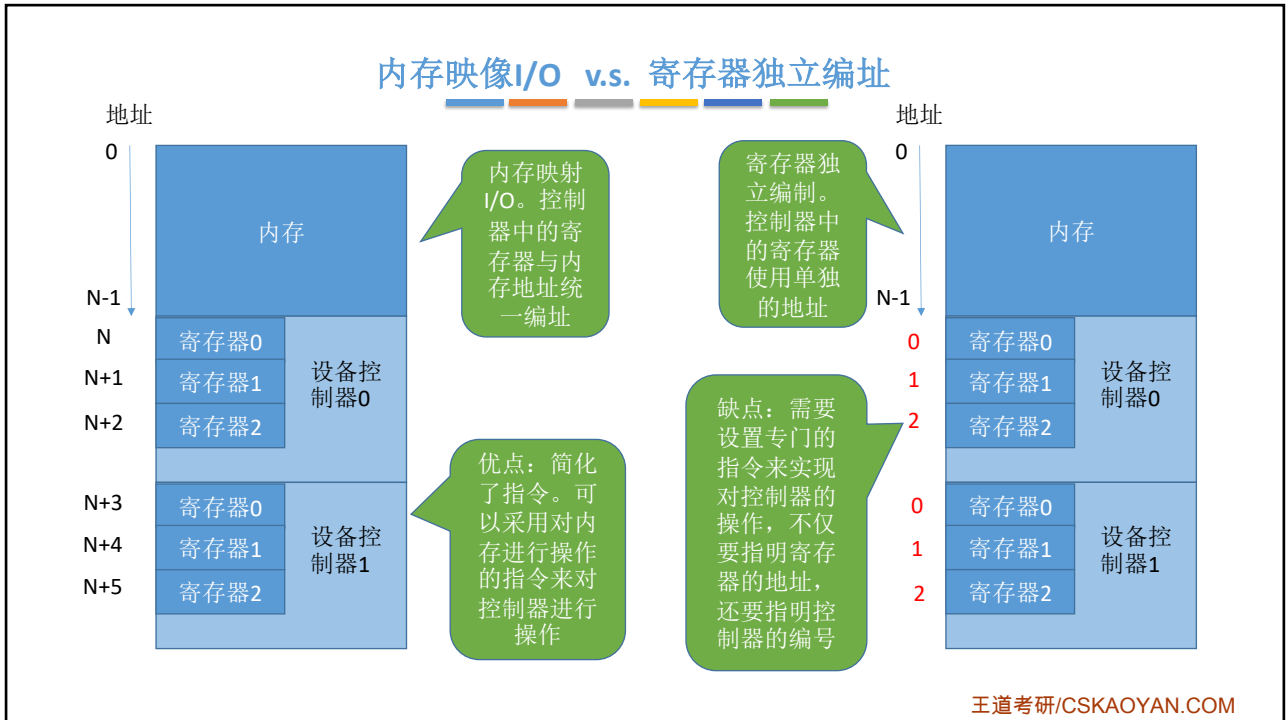 内存映像I/O v.s. 寄存器独立编址
地址
0
内存
N-1
N
寄存器0
N+1
寄存器1
N+2
寄存器2
设备控
制器0
N+3
寄存器0
N+4
寄存器1
N+5
寄存器2
设备控
制器1
内存映射
I/O。控制
器中的寄
存器与内
存地址统
一编址
优点：简化
了指令。可
以采用对内
存进行操作
的指令来对
控制器进行
操作
寄存器独
立编制。
控制器中
的寄存器
使用单独
的地址
缺点：需要
设置专门的
指令来实现
对控制器的
操作，不仅
要指明寄存
器的地址，
还要指明控
制器的编号
地址
0
内存
N-1
0
寄存器0
1
寄存器1
2
寄存器2
设备控
制器0
0
寄存器0
1
寄存器1
2
寄存器2
设备控
制器1
王道考研/CSKAOYAN.COM